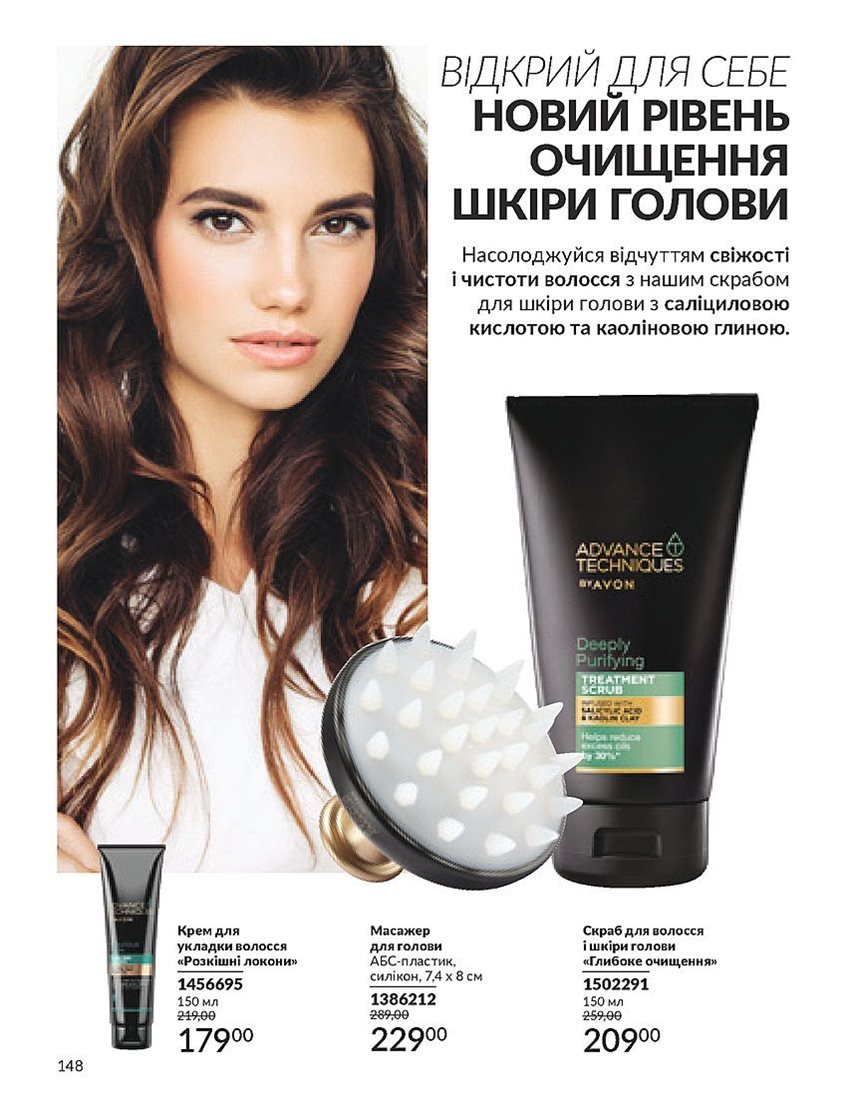 ВІДКРИЙ ДЛЯ СЕБЕ
НОВИЙ РІВЕНЬ
ОЧИЩЕННЯ
ШКІРИ ГОЛОВИ
Насолоджуйся відчуттям свіжості
і чистоти волосся з нашим скрабом
для шкіри голови з саліциловою
кислотою та каоліновою глиною.
ADVANCE
TECHNIQUES
BY AVON
Deeply
Purifying
TREATMENT
SCRUB
INFUSED WITH
SALICYLIC ACID
& KAOLIN CLAY
Helps reduce
excess oils
by 30%*
ADVANCE
TECHNIQUES
BY AVON
Крем для
укладки волосся
«Розкішні локони»
1456695
150 мл
219,00
17900
Масажер
для голови
АБС-пластик,
силікон, 7,4 x 8 см
1386212
289,00
22900
Скраб для волосся
і шкіри голови
«Глибоке очищення»
1502291
150 мл
259,00
20900
148